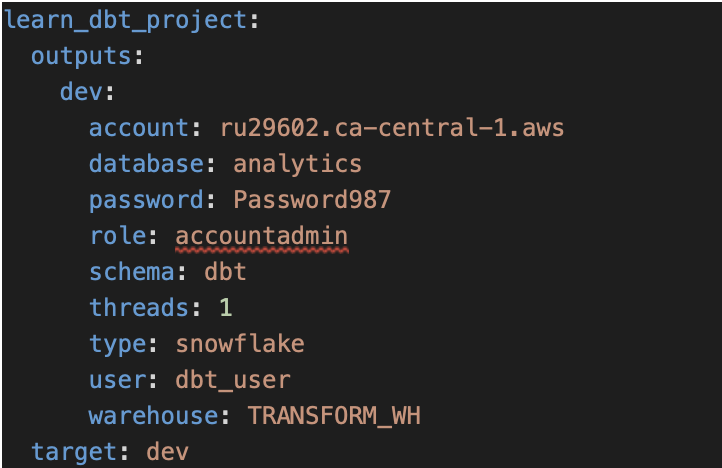 learn_dbt_project:
  outputs:
    dev:
      account: ru29602.ca-central-1.aws
      database: analytics
      password: Password987
      role: accountadmin
      schema: dbt
      threads: 1
      type: snowflake
      user: dbt_user
      warehouse: TRANSFORM_WH
  target: dev